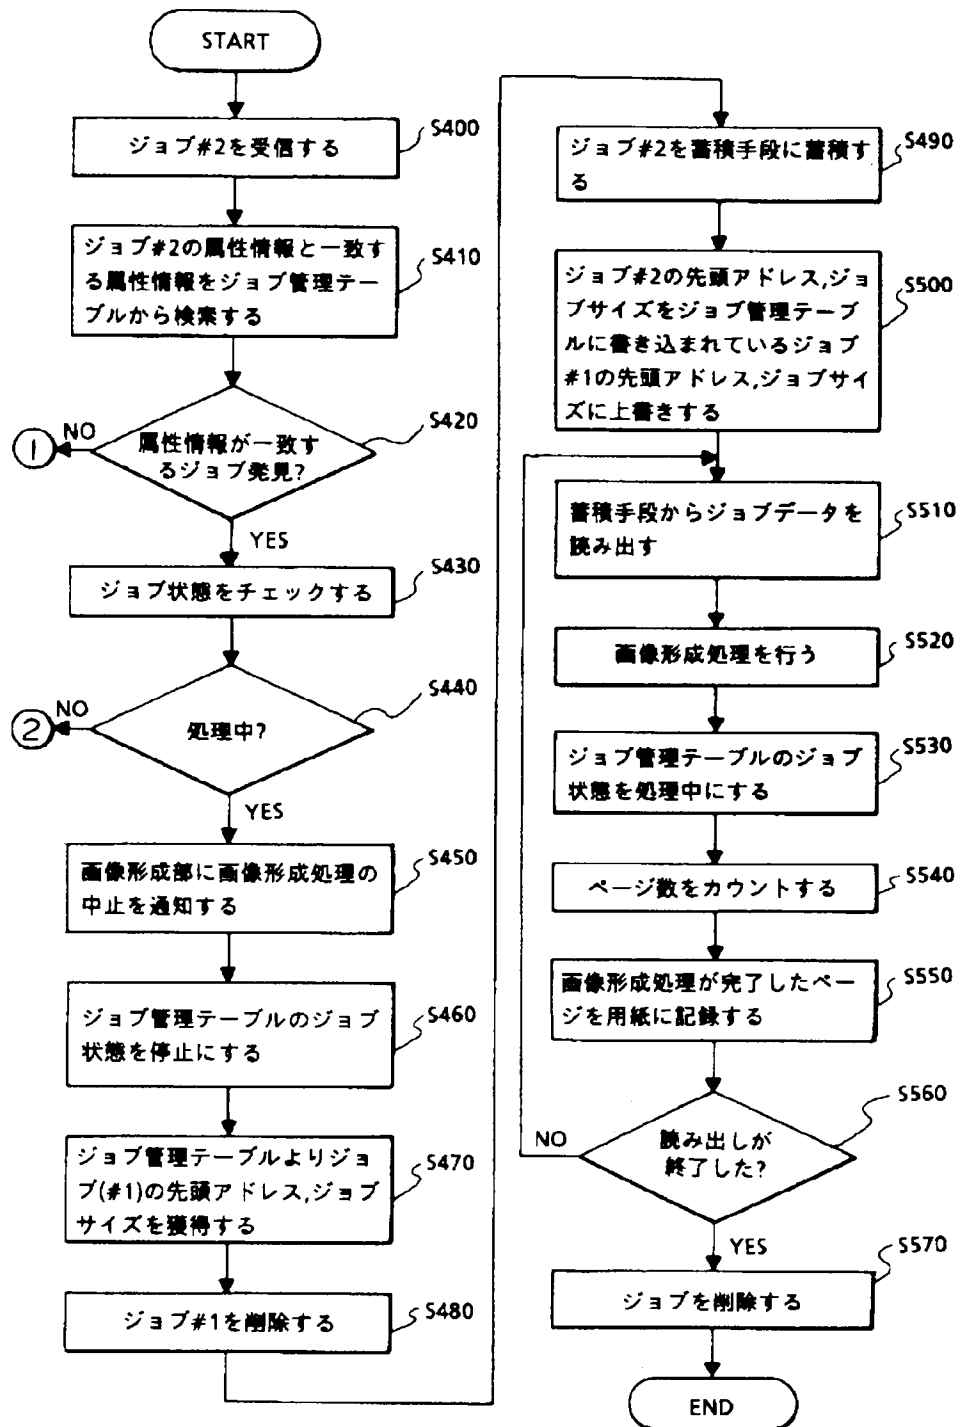 START
ジョブ#2を受信する
S400
ジョブ#2の属性情報と一致す
る属性情報をジョブ管理テー
ブルから検索する
S410
属性情報が一致す
るジョブ発見?
S420
NO
1
YES
ジョブ状態をチェックする
S430
処理中?
S440
NO
2
YES
画像形成部に画像形成処理の
中止を通知する
S450
ジョブ管理テーブルのジョブ
状態を停止にする
S460
ジョブ管理テーブルよりジョ
ブ(#1)の先頭アドレス,ジョブ
サイズを獲得する
S470
ジョブ#1を削除する
S480
ジョブ#2を蓄積手段に蓄積す
る
S490
ジョブ#2の先頭アドレス,ジョ
ブサイズをジョブ管理テーブ
ルに書き込まれているジョブ
#1の先頭アドレス,ジョブサイ
ズに上書きする
S500
蓄積手段からジョブデータを
読み出す
S510
画像形成処理を行う
S520
ジョブ管理テーブルのジョブ
状態を処理中にする
S530
ページ数をカウントする
S540
画像形成処理が完了したペー
ジを用紙に記録する
S550
読み出しが
終了した?
S560
NO
YES
ジョブを削除する
S570
END